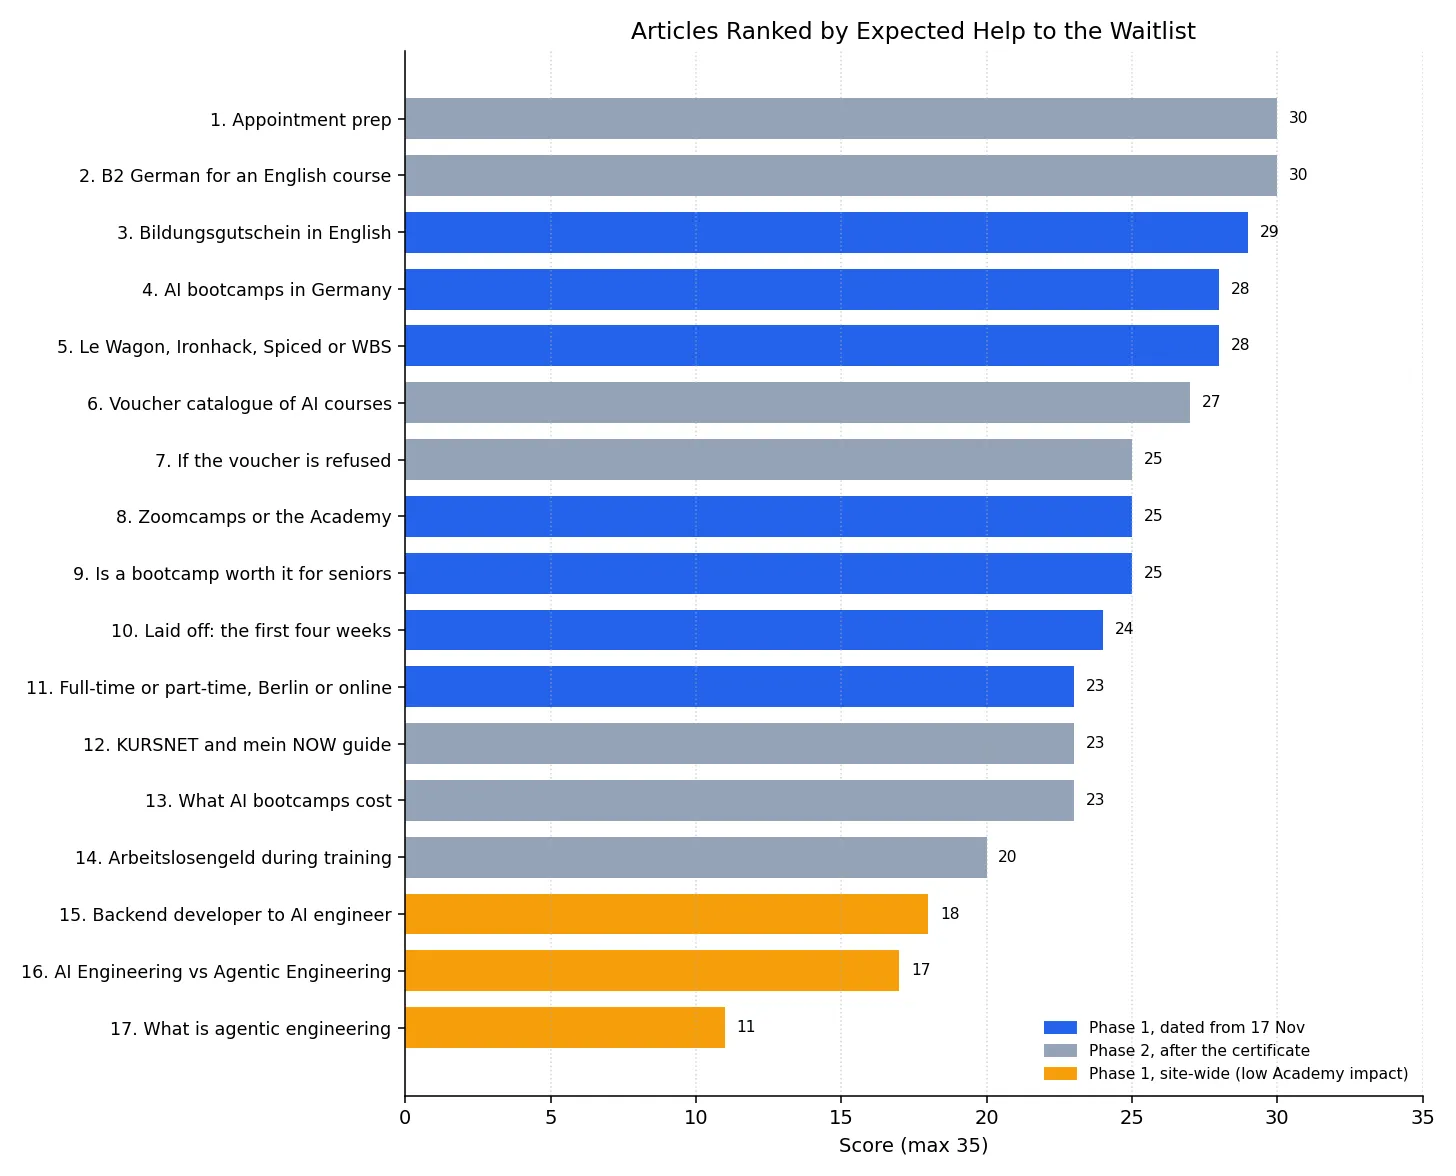 Articles Ranked by Expected Help to the Waitlist
1. Appointment prep 30
2. B2 German for an English course 30
3. Bildungsgutschein in English 29
4. AI bootcamps in Germany 28
5. Le Wagon, Ironhack, Spiced or WBS 28
6. Voucher catalogue of AI courses 27
7. If the voucher is refused 25
8. Zoomcamps or the Academy 25
9. Is a bootcamp worth it for seniors 25
10. Laid off: the first four weeks 24
11. Full-time or part-time, Berlin or online 23
12. KURSNET and mein NOW guide 23
13. What AI bootcamps cost 23
14. Arbeitslosengeld during training 20
15. Backend developer to AI engineer 18
16. AI Engineering vs Agentic Engineering 17
17. What is agentic engineering 11
Phase 1, dated from 17 Nov
Phase 2, after the certificate
Phase 1, site-wide (low Academy impact)
0 5 10 15 20 25 30 35
Score (max 35)